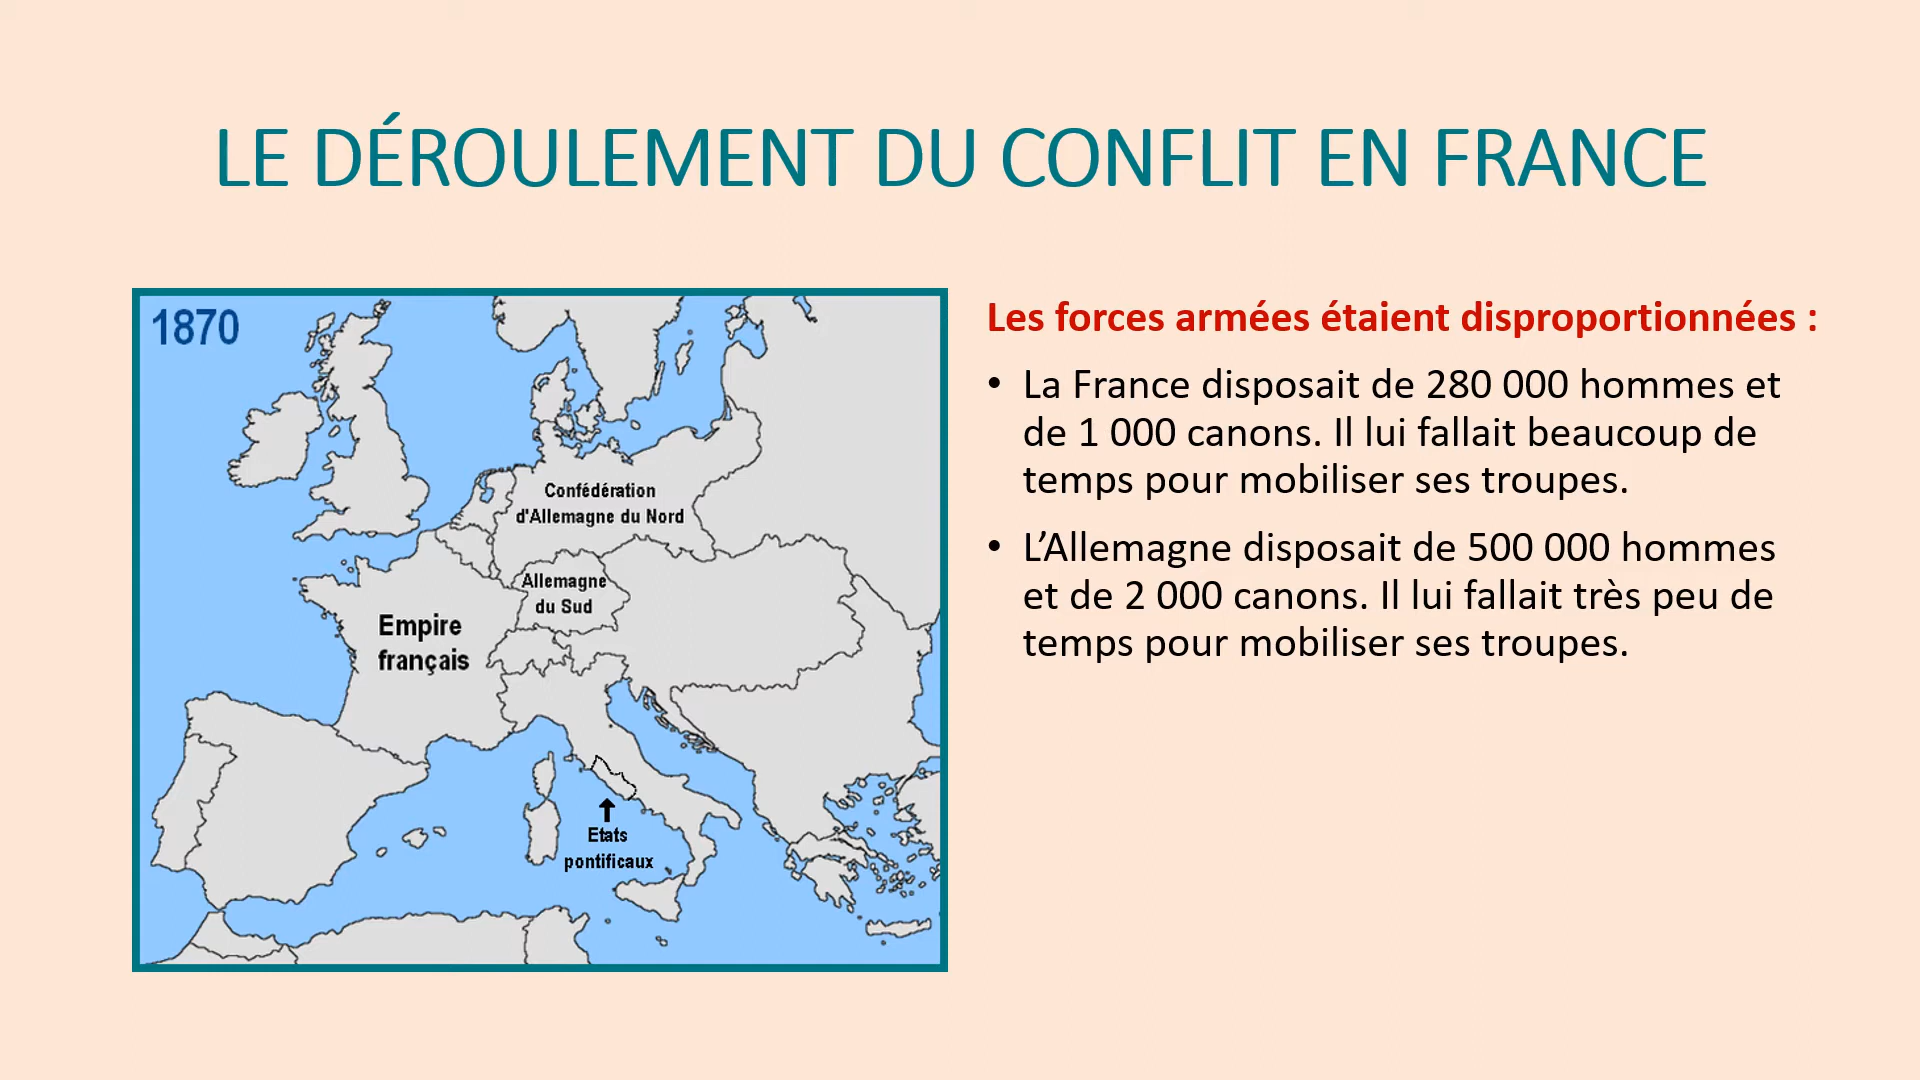 LE DÉROULEMENT DU CONFLIT EN FRANCE
1870
Confédération
d'Allemagne du Nord
Allemagne
du Sud
Empire
français
Etats
pontificaux
Les forces armées étaient disproportionnées :
• La France disposait de 280 000 hommes et
de 1 000 canons. Il lui fallait beaucoup de
temps pour mobiliser ses troupes.
• L’Allemagne disposait de 500 000 hommes
et de 2 000 canons. Il lui fallait très peu de
temps pour mobiliser ses troupes.